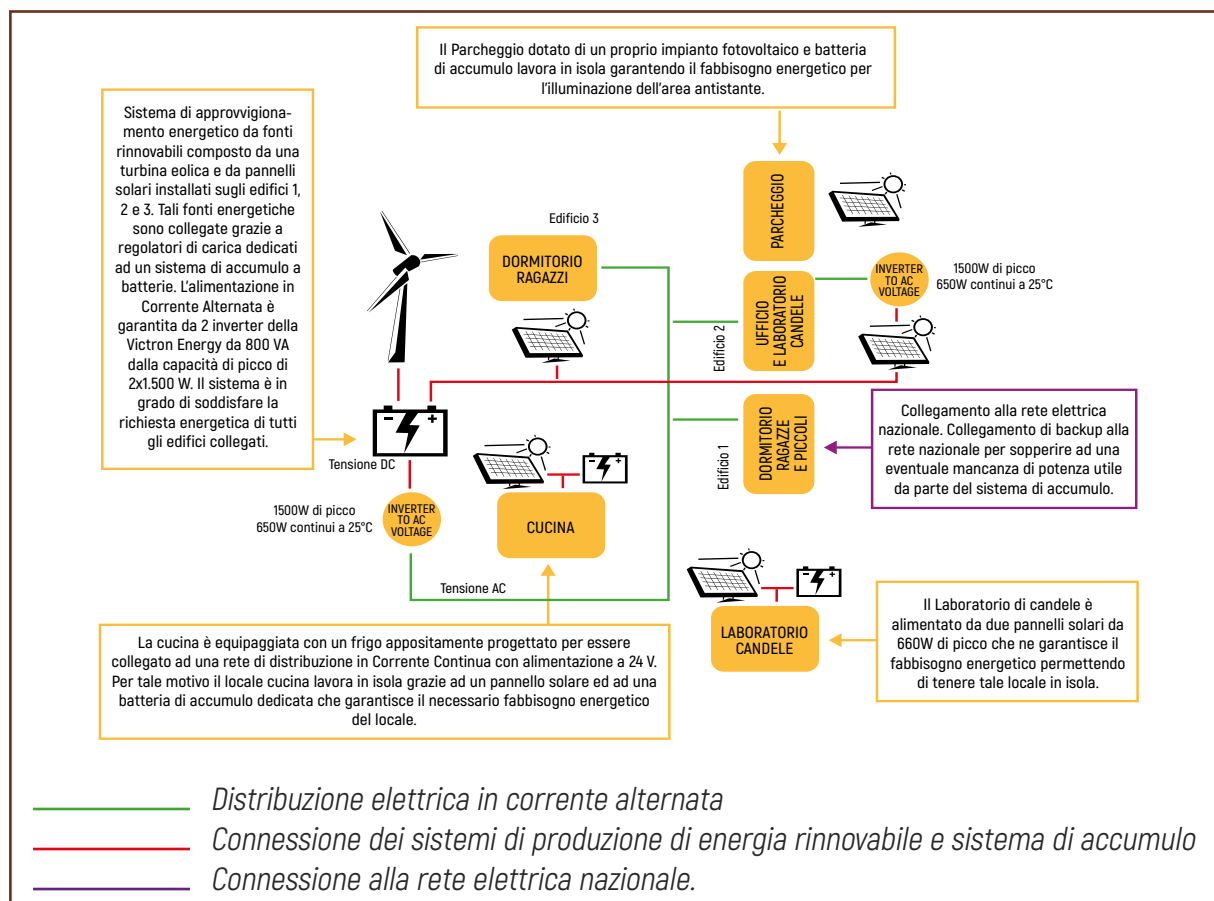 Il Parcheggio dotato di un proprio impianto fotovoltaico e batteria
di accumulo lavora in isola garantendo il fabbisogno energetico per
l'illuminazione dell'area antistante.
Sistema di approvvigiona-
mento energetico da fonti
rinnovabili composto da una
turbina eolica e da pannelli
solari installati sugli edifici 1,
2 e 3. Tali fonti energetiche
sono collegate grazie a
regolatori di carica dedicati
ad un sistema di accumulo a
batterie. L'alimentazione in
Corrente Alternata è
garantita da 2 inverter della
Victron Energy da 800 VA
dalla capacità di picco di
2x1.500 W. Il sistema è in
grado di soddisfare la
richiesta energetica di tutti
gli edifici collegati.
Edificio 3
DORMITORIO
RAGAZZI
PARCHEGGIO
Edificio 2
UFFICIO
E LABORATORIO
CANDELE
INVERTER
TO AC
VOLTAGE
1500W di picco
650W continui a 25°C
Edificio 1
DORMITORIO
RAGAZZE
E PICCOLI
Collegamento alla rete elettrica
nazionale. Collegamento di backup alla
rete nazionale per sopperire ad una
eventuale mancanza di potenza utile
da parte del sistema di accumulo.
Tensione DC
1500W di picco
650W continui a 25°C
INVERTER
TO AC
VOLTAGE
CUCINA
Tensione AC
LABORATORIO
CANDELE
Il Laboratorio di candele è
alimentato da due pannelli solari da
660W di picco che ne garantisce il
fabbisogno energetico permettendo
di tenere tale locale in isola.
La cucina è equipaggiata con un frigo appositamente progettato per essere
collegato ad una rete di distribuzione in Corrente Continua con alimentazione a 24 V.
Per tale motivo il locale cucina lavora in isola grazie ad un pannello solare ed ad una
batteria di accumulo dedicata che garantisce il necessario fabbisogno energetico
del locale.
Distribuzione elettrica in corrente alternata
Connessione dei sistemi di produzione di energia rinnovabile e sistema di accumulo
Connessione alla rete elettrica nazionale.